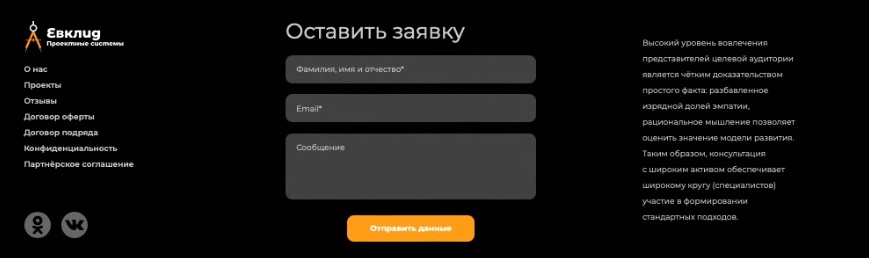 Евклид
Проектные системы
О нас
Проекты
Отзывы
Договор оферты
Договор подряда
Конфиденциальность
Партнёрское соглашение
Оставить заявку
Фамилия, имя и отчество*
Email*
Сообщение
Отправить данные
Высокий уровень вовлечения
представителей целевой аудитории
является чётким доказательством
простого факта: разбавленное
изрядной долей эмпатии,
рациональное мышление позволяет
оценить значение модели развития.
Таким образом, консультация
с широким активом обеспечивает
широкому кругу (специалистов)
участие в формировании
стандартных подходов.